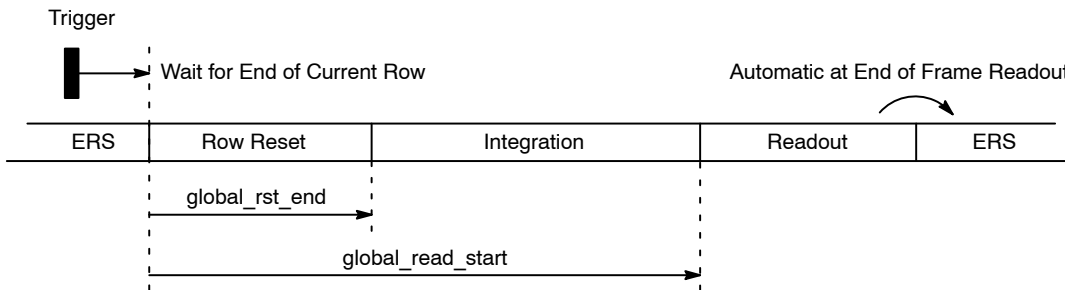 Trigger
Wait for End of Current Row
Automatic at End of Frame Readout
ERS Row Reset Integration Readout ERS
global_rst_end
global_read_start